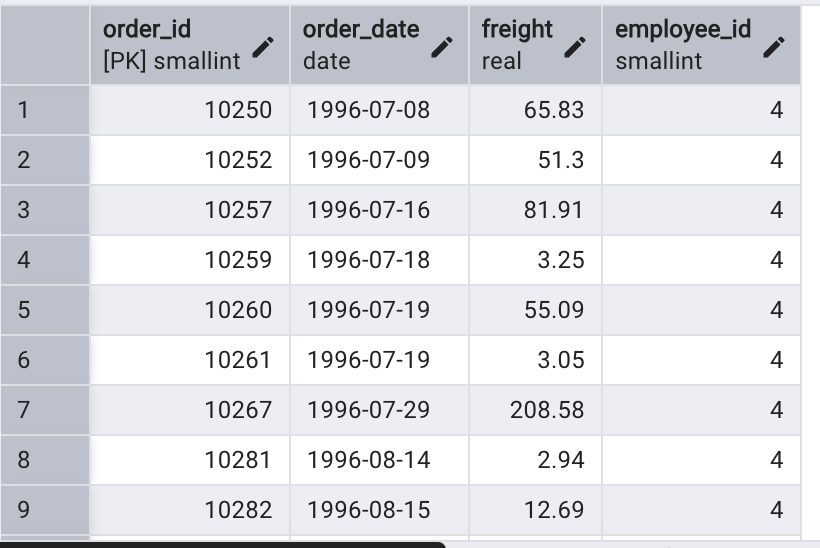 order_id order_date freight employee_id
[PK] smallint date real smallint
1 10250 1996-07-08 65.83 4
2 10252 1996-07-09 51.3 4
3 10257 1996-07-16 81.91 4
4 10259 1996-07-18 3.25 4
5 10260 1996-07-19 55.09 4
6 10261 1996-07-19 3.05 4
7 10267 1996-07-29 208.58 4
8 10281 1996-08-14 2.94 4
9 10282 1996-08-15 12.69 4